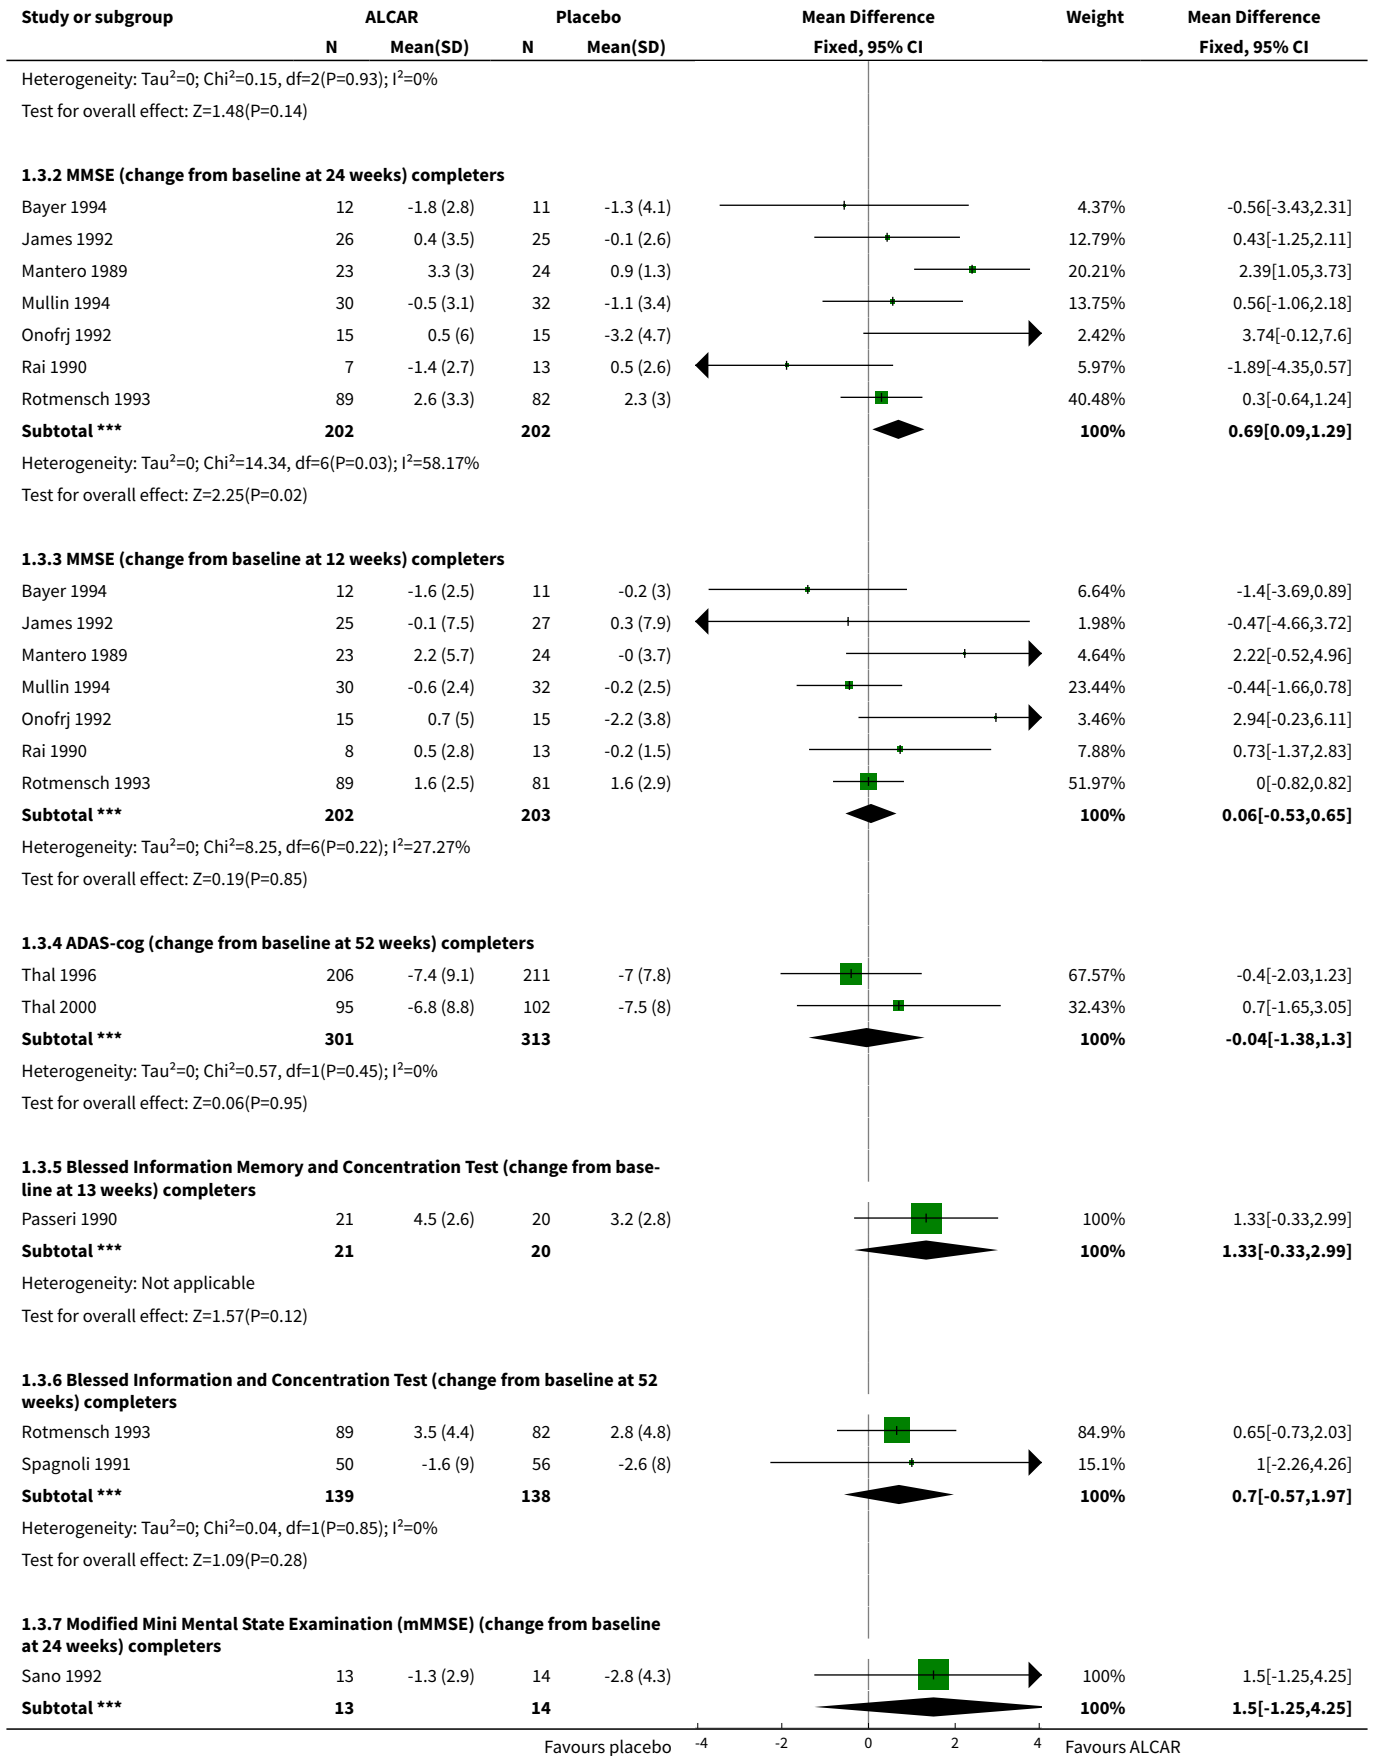 Study or subgroup ALCAR Placebo Mean Difference Weight Mean Difference
N Mean(SD) N Mean(SD) Fixed, 95% CI Fixed, 95% CI
Heterogeneity: Tau²=0; Chi²=0.15, df=2(P=0.93); I²=0%
Test for overall effect: Z=1.48(P=0.14)
1.3.2 MMSE (change from baseline at 24 weeks) completers
Bayer 1994 12 -1.8 (2.8) 11 -1.3 (4.1) 4.37% -0.56[-3.43,2.31]
James 1992 26 0.4 (3.5) 25 -0.1 (2.6) 12.79% 0.43[-1.25,2.11]
Mantero 1989 23 3.3 (3) 24 0.9 (1.3) 20.21% 2.39[1.05,3.73]
Mullin 1994 30 -0.5 (3.1) 32 -1.1 (3.4) 13.75% 0.56[-1.06,2.18]
Onofrj 1992 15 0.5 (6) 15 -3.2 (4.7) 2.42% 3.74[-0.12,7.6]
Rai 1990 7 -1.4 (2.7) 13 0.5 (2.6) 5.97% -1.89[-4.35,0.57]
Rotmensch 1993 89 2.6 (3.3) 82 2.3 (3) 40.48% 0.3[-0.64,1.24]
Subtotal *** 202 202 100% 0.69[0.09,1.29]
Heterogeneity: Tau²=0; Chi²=14.34, df=6(P=0.03); I²=58.17%
Test for overall effect: Z=2.25(P=0.02)
1.3.3 MMSE (change from baseline at 12 weeks) completers
Bayer 1994 12 -1.6 (2.5) 11 -0.2 (3) 6.64% -1.4[-3.69,0.89]
James 1992 25 -0.1 (7.5) 27 0.3 (7.9) 1.98% -0.47[-4.66,3.72]
Mantero 1989 23 2.2 (5.7) 24 -0 (3.7) 4.64% 2.22[-0.52,4.96]
Mullin 1994 30 -0.6 (2.4) 32 -0.2 (2.5) 23.44% -0.44[-1.66,0.78]
Onofrj 1992 15 0.7 (5) 15 -2.2 (3.8) 3.46% 2.94[-0.23,6.11]
Rai 1990 8 0.5 (2.8) 13 -0.2 (1.5) 7.88% 0.73[-1.37,2.83]
Rotmensch 1993 89 1.6 (2.5) 81 1.6 (2.9) 51.97% 0[-0.82,0.82]
Subtotal *** 202 203 100% 0.06[-0.53,0.65]
Heterogeneity: Tau²=0; Chi²=8.25, df=6(P=0.22); I²=27.27%
Test for overall effect: Z=0.19(P=0.85)
1.3.4 ADAS-cog (change from baseline at 52 weeks) completers
Thal 1996 206 -7.4 (9.1) 211 -7 (7.8) 67.57% -0.4[-2.03,1.23]
Thal 2000 95 -6.8 (8.8) 102 -7.5 (8) 32.43% 0.7[-1.65,3.05]
Subtotal *** 301 313 100% -0.04[-1.38,1.3]
Heterogeneity: Tau²=0; Chi²=0.57, df=1(P=0.45); I²=0%
Test for overall effect: Z=0.06(P=0.95)
1.3.5 Blessed Information Memory and Concentration Test (change from base-
line at 13 weeks) completers
Passeri 1990 21 4.5 (2.6) 20 3.2 (2.8) 100% 1.33[-0.33,2.99]
Subtotal *** 21 20 100% 1.33[-0.33,2.99]
Heterogeneity: Not applicable
Test for overall effect: Z=1.57(P=0.12)
1.3.6 Blessed Information and Concentration Test (change from baseline at 52
weeks) completers
Rotmensch 1993 89 3.5 (4.4) 82 2.8 (4.8) 84.9% 0.65[-0.73,2.03]
Spagnoli 1991 50 -1.6 (9) 56 -2.6 (8) 15.1% 1[-2.26,4.26]
Subtotal *** 139 138 100% 0.7[-0.57,1.97]
Heterogeneity: Tau²=0; Chi²=0.04, df=1(P=0.85); I²=0%
Test for overall effect: Z=1.09(P=0.28)
1.3.7 Modified Mini Mental State Examination (mMMSE) (change from baseline
at 24 weeks) completers
Sano 1992 13 -1.3 (2.9) 14 -2.8 (4.3) 100% 1.5[-1.25,4.25]
Subtotal *** 13 14 100% 1.5[-1.25,4.25]
Favours placebo -4 -2 0 2 4 Favours ALCAR